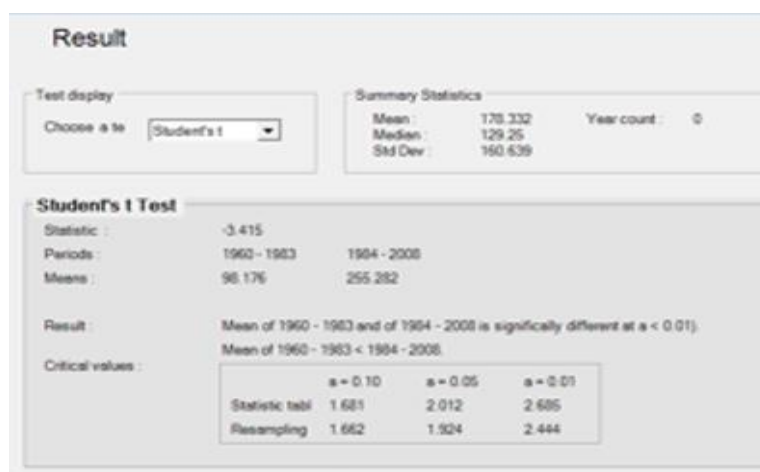 Result
Test display
Choose a te Student's t
Summary Statistics
Mean : 178.332 Year count : 0
Median : 129.25
Std Dev : 160.639
Student's t Test
Statistic : -3.415
Periods : 1960 - 1983 1984 - 2008
Means : 98.176 255.282
Result : Mean of 1960 - 1983 and of 1984 - 2008 is significally different at a < 0.01).
Mean of 1960 - 1983 < 1984 - 2008.
Critical values :
a = 0.10 a = 0.05 a = 0.01
Statistic tabl 1.681 2.012 2.685
Resampling 1.662 1.924 2.444